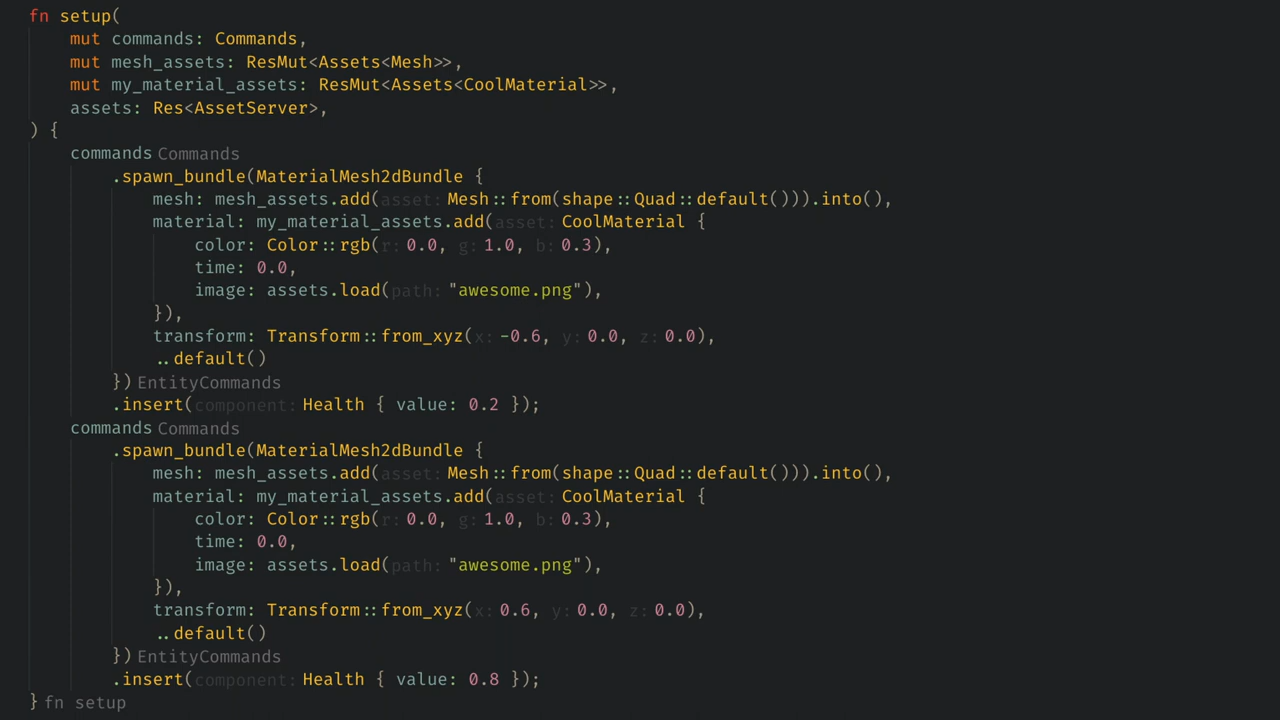 fn setup(
    mut commands: Commands,
    mut mesh_assets: ResMut<Assets<Mesh>>,
    mut my_material_assets: ResMut<Assets<CoolMaterial>>,
    assets: Res<AssetServer>,
) {
    commands Commands
        .spawn_bundle(MaterialMesh2dBundle {
            mesh: mesh_assets.add(asset: Mesh::from(shape::Quad::default())).into(),
            material: my_material_assets.add(asset: CoolMaterial {
                color: Color::rgb(r: 0.0, g: 1.0, b: 0.3),
                time: 0.0,
                image: assets.load(path: "awesome.png"),
            }),
            transform: Transform::from_xyz(x: -0.6, y: 0.0, z: 0.0),
            ..default()
        }) EntityCommands
        .insert(component: Health { value: 0.2 });
    commands Commands
        .spawn_bundle(MaterialMesh2dBundle {
            mesh: mesh_assets.add(asset: Mesh::from(shape::Quad::default())).into(),
            material: my_material_assets.add(asset: CoolMaterial {
                color: Color::rgb(r: 0.0, g: 1.0, b: 0.3),
                time: 0.0,
                image: assets.load(path: "awesome.png"),
            }),
            transform: Transform::from_xyz(x: 0.6, y: 0.0, z: 0.0),
            ..default()
        }) EntityCommands
        .insert(component: Health { value: 0.8 });
} fn setup